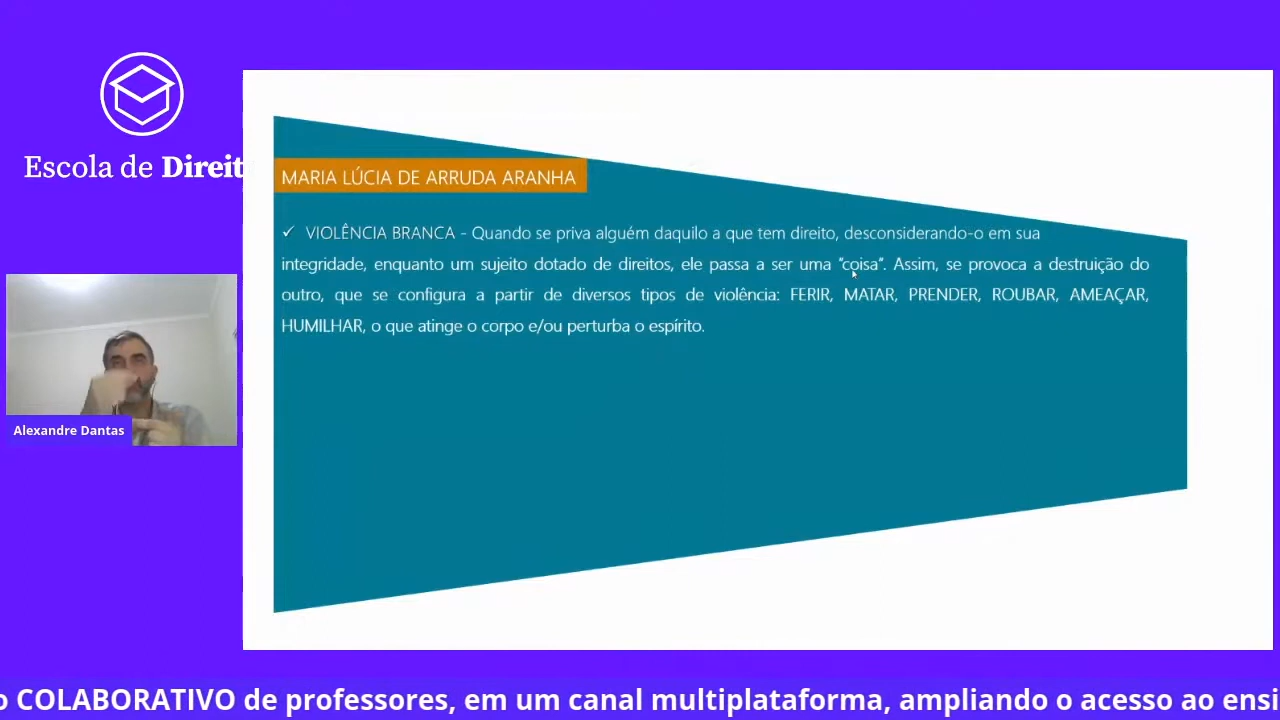 Escola de Direit
MARIA LÚCIA DE ARRUDA ARANHA
✓ VIOLÊNCIA BRANCA - Quando se priva alguém daquilo a que tem direito, desconsiderando-o em sua
integridade, enquanto um sujeito dotado de direitos, ele passa a ser uma "coisa". Assim, se provoca a destruição do
outro, que se configura a partir de diversos tipos de violência: FERIR, MATAR, PRENDER, ROUBAR, AMEAÇAR,
HUMILHAR, o que atinge o corpo e/ou perturba o espírito.
Alexandre Dantas
o COLABORATIVO de professores, em um canal multiplataforma, ampliando o acesso ao ensi